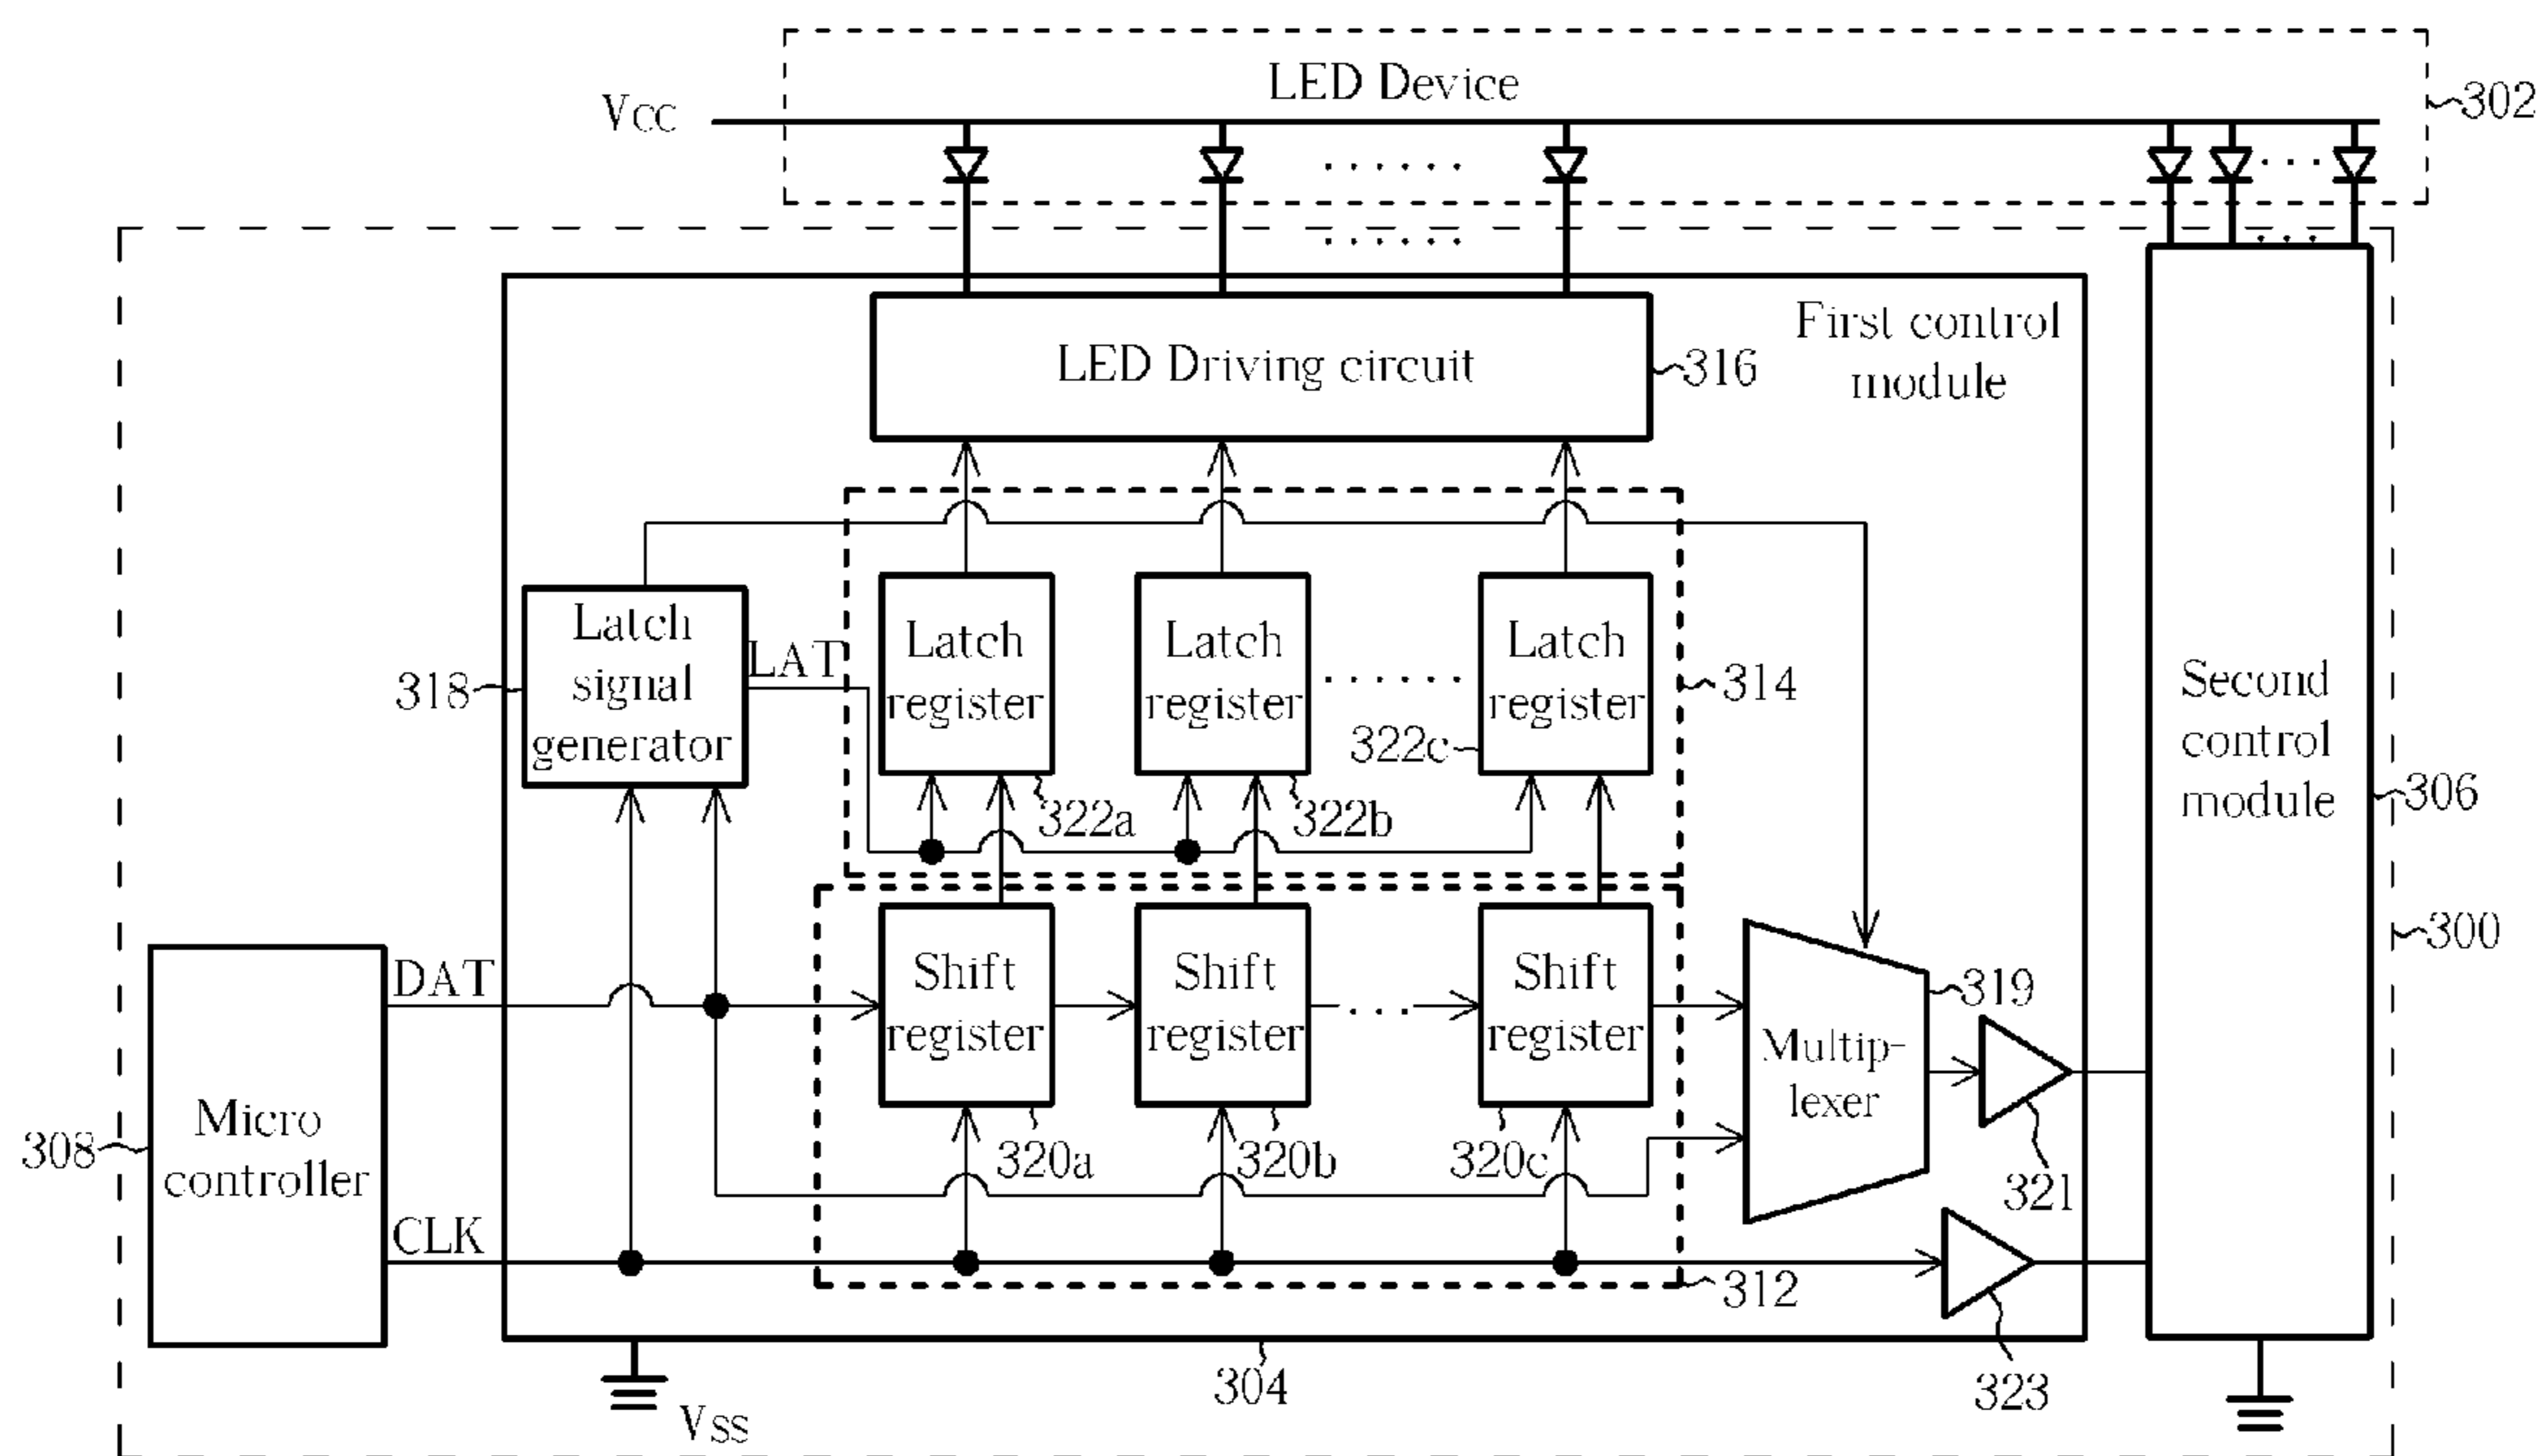 LED Device
VCC
302
First control
module
LED Driving circuit
316
Latch
signal
generator
318
LAT
Latch
register
Latch
register
Latch
register
314
322a
322b
322c
Second
control
module
306
300
DAT
Shift
register
Shift
register
Shift
register
319
Multip-
lexer
Micro
controller
308
320a
320b
320c
321
CLK
312
304
323
VSS